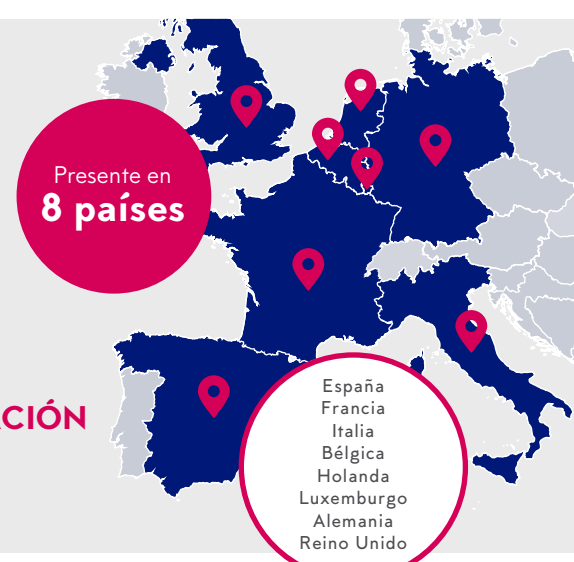 Presente en
8 países
ACIÓN
España
Francia
Italia
Bélgica
Holanda
Luxemburgo
Alemania
Reino Unido